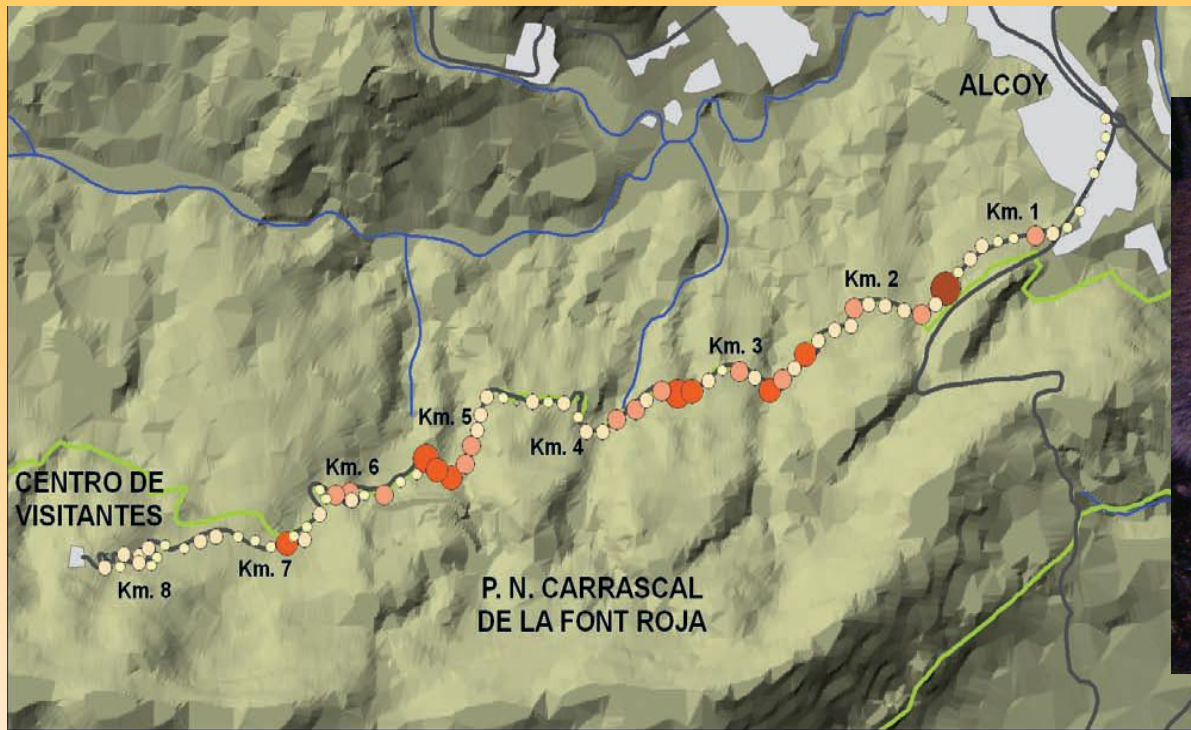 ALCOY
Km. 1
Km. 2
Km. 3
Km. 4
Km. 5
Km. 6
Km. 7
Km. 8
CENTRO DE
VISITANTES
P. N. CARRASCAL
DE LA FONT ROJA